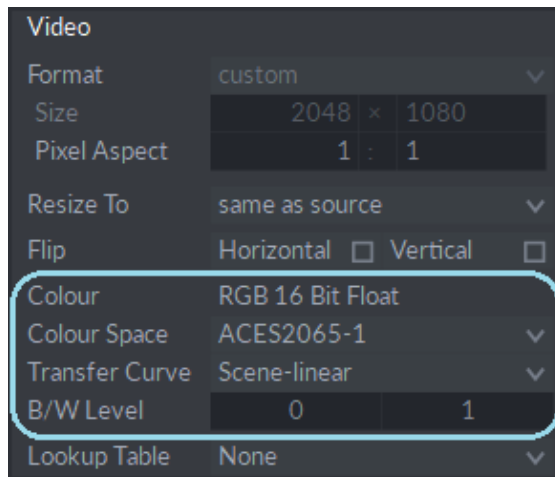 Video
Format custom
Size 2048 × 1080
Pixel Aspect 1 : 1
Resize To same as source
Flip Horizontal Vertical
Colour RGB 16 Bit Float
Colour Space ACES2065-1
Transfer Curve Scene-linear
B/W Level 0 1
Lookup Table None